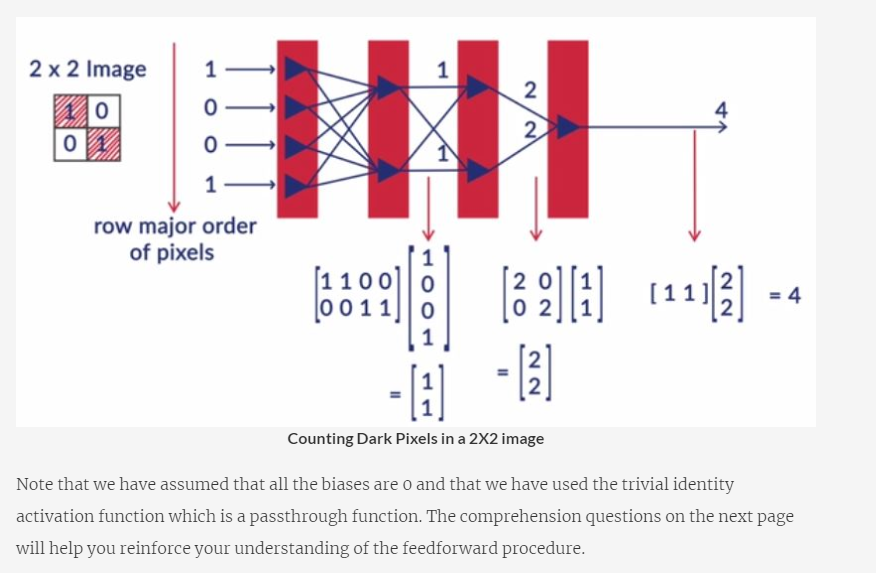 2 x 2 Image
1 0
0 1
1
0
0
1
row major order
of pixels
1
1
2
2
4
[1 1 0 0] [1
[0 0 1 1] 0
0
1]
= [1
1]
[2 0] [1]
[0 2] [1]
= [2
2]
[1 1] [2
2] = 4
Counting Dark Pixels in a 2X2 image
Note that we have assumed that all the biases are 0 and that we have used the trivial identity
activation function which is a passthrough function. The comprehension questions on the next page
will help you reinforce your understanding of the feedforward procedure.